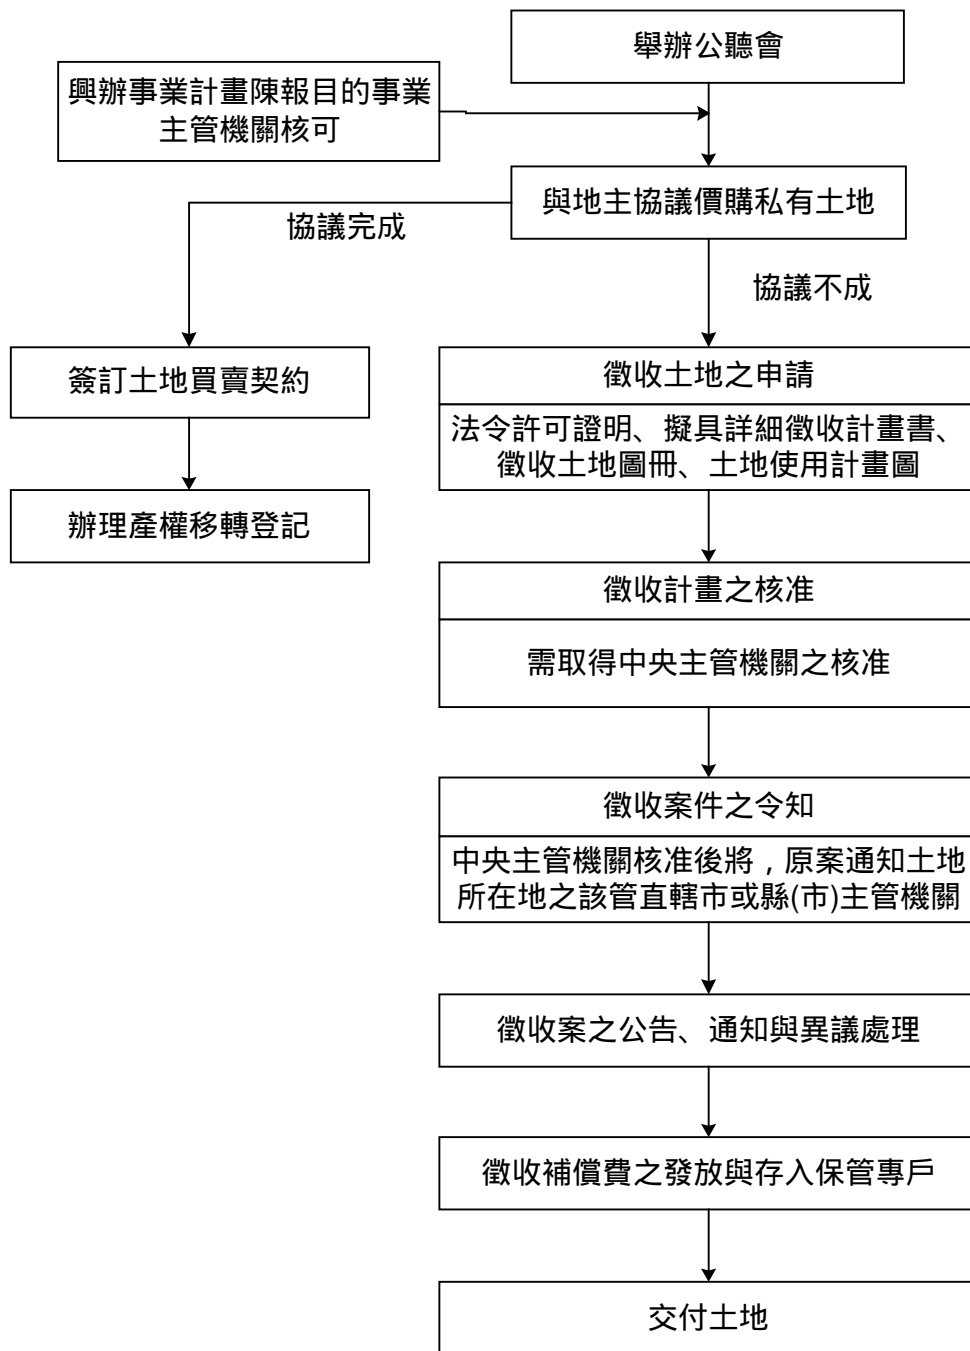 舉辦公聽會
興辦事業計畫陳報目的事業
主管機關核可
與地主協議價購私有土地
協議完成
協議不成
簽訂土地買賣契約
徵收土地之申請
法令許可證明、擬具詳細徵收計畫書、
徵收土地圖冊、土地使用計畫圖
辦理產權移轉登記
徵收計畫之核准
需取得中央主管機關之核准
徵收案件之令知
中央主管機關核准後將，原案通知土地
所在地之該管直轄市或縣(市)主管機關
徵收案之公告、通知與異議處理
徵收補償費之發放與存入保管專戶
交付土地